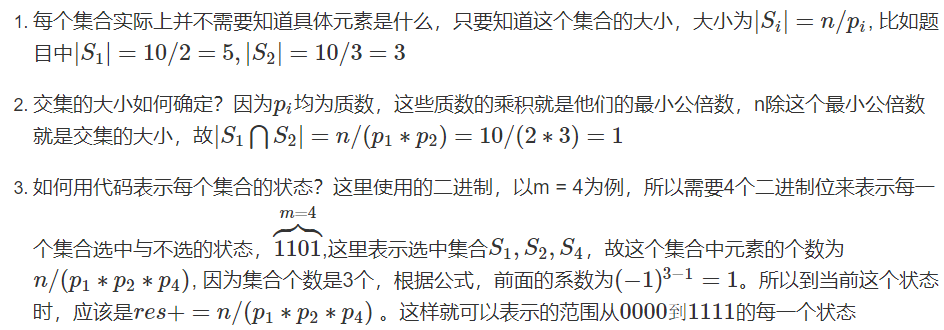 1. 每个集合实际上并不需要知道具体元素是什么，只要知道这个集合的大小，大小为|S_i| = n/p_i, 比如题
目中|S_1| = 10/2 = 5, |S_2| = 10/3 = 3
2. 交集的大小如何确定？因为p_i均为质数，这些质数的乘积就是他们的最小公倍数，n除这个最小公倍数
就是交集的大小，故|S_1 ⋂ S_2| = n/(p_1 * p_2) = 10/(2 * 3) = 1
3. 如何用代码表示每个集合的状态？这里使用的二进制，以m = 4为例，所以需要4个二进制位来表示每一
m=4
个集合选中与不选的状态，1101,这里表示选中集合S_1, S_2, S_4，故这个集合中元素的个数为
n/(p_1 * p_2 * p_4), 因为集合个数是3个，根据公式，前面的系数为(−1)^{3−1} = 1。所以到当前这个状态
时，应该是res+ = n/(p_1 * p_2 * p_4) 。这样就可以表示的范围从0000到1111的每一个状态